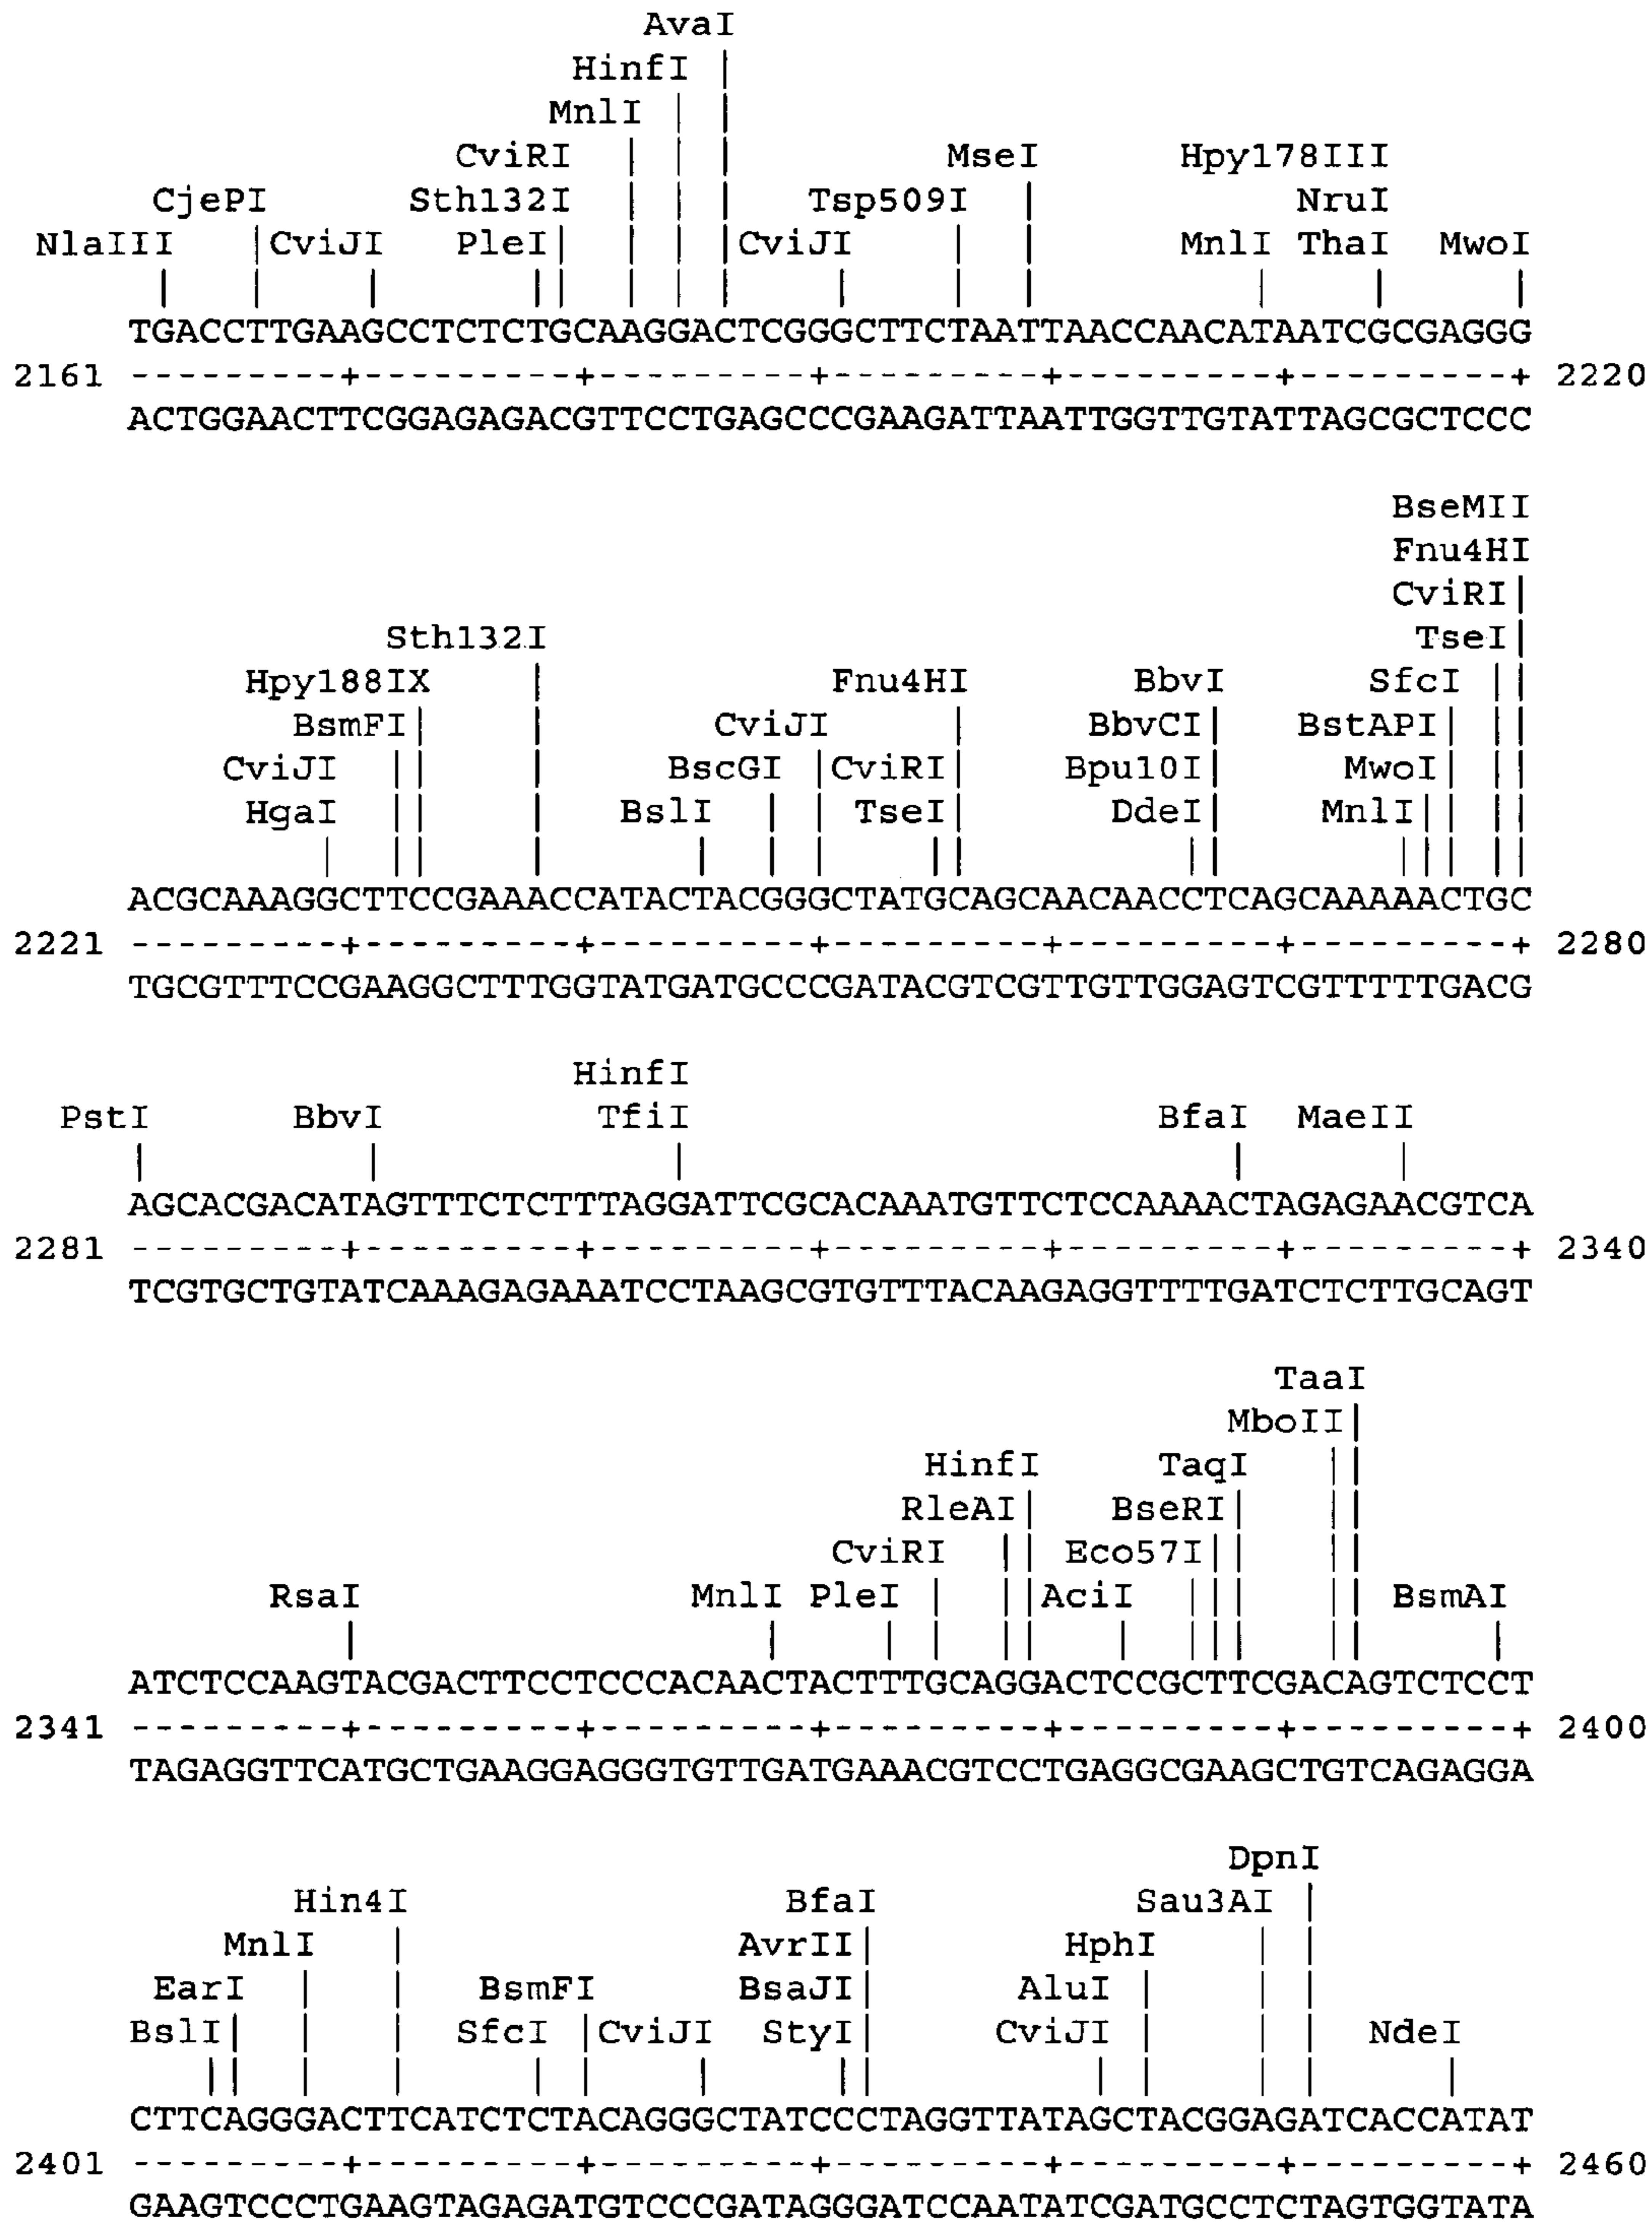 AvaI
HinfI
MnlI
CviRI MseI Hpy178III
CjePI Sth132I Tsp509I NruI
NlaIII CviJI PleI CviJI MnlI ThaI MwoI
TGACCTTGAAGCCTCTCTGCAAGGACTCGGGCTTCTAATTAACCAACATAATCGCGAGGG
2161 ---------+---------+---------+---------+---------+---------+ 2220
ACTGGAACTTCGGAGAGACGTTCCTGAGCCCGAAGATTAATTGGTTGTATTAGCGCTCCC
BseMII
Fnu4HI
CviRI
Sth132I TseI
Hpy188IX Fnu4HI BbvI SfcI
BsmFI CviJI BbvCI BstAPI
CviJI BscGI CviRI Bpu10I MwoI
HgaI BslI TseI DdeI MnlI
ACGCAAAGGCTTCCGAAACCATACTACGGGCTATGCAGCAACAACCTCAGCAAAAACTGC
2221 ---------+---------+---------+---------+---------+---------+ 2280
TGCGTTTCCGAAGGCTTTGGTATGATGCCCGATACGTCGTTGTTGGAGTCGTTTTTGACG
HinfI
PstI BbvI TfiI BfaI MaeII
AGCACGACATAGTTTCTCTTTAGGATTCGCACAAATGTTCTCCAAAACTAGAGAACGTCA
2281 ---------+---------+---------+---------+---------+---------+ 2340
TCGTGCTGTATCAAAGAGAAATCCTAAGCGTGTTTACAAGAGGTTTTGATCTCTTGCAGT
TaaI
MboII
HinfI TaqI
RleAI BseRI
CviRI Eco57I
RsaI MnlI PleI AciI BsmAI
ATCTCCAAGTACGACTTCCTCCCACAACTACTTTGCAGGACTCCGCTTCGACAGTCTCCT
2341 ---------+---------+---------+---------+---------+---------+ 2400
TAGAGGTTCATGCTGAAGGAGGGTGTTGATGAAACGTCCTGAGGCGAAGCTGTCAGAGGA
DpnI
Hin4I BfaI Sau3AI
MnlI AvrII HphI
EarI BsmFI BsaJI AluI
BslI SfcI CviJI StyI CviJI NdeI
CTTCAGGGACTTCATCTCTACAGGGCTATCCCTAGGTTATAGCTACGGAGATCACCATAT
2401 ---------+---------+---------+---------+---------+---------+ 2460
GAAGTCCCTGAAGTAGAGATGTCCCGATAGGGATCCAATATCGATGCCTCTAGTGGTATA